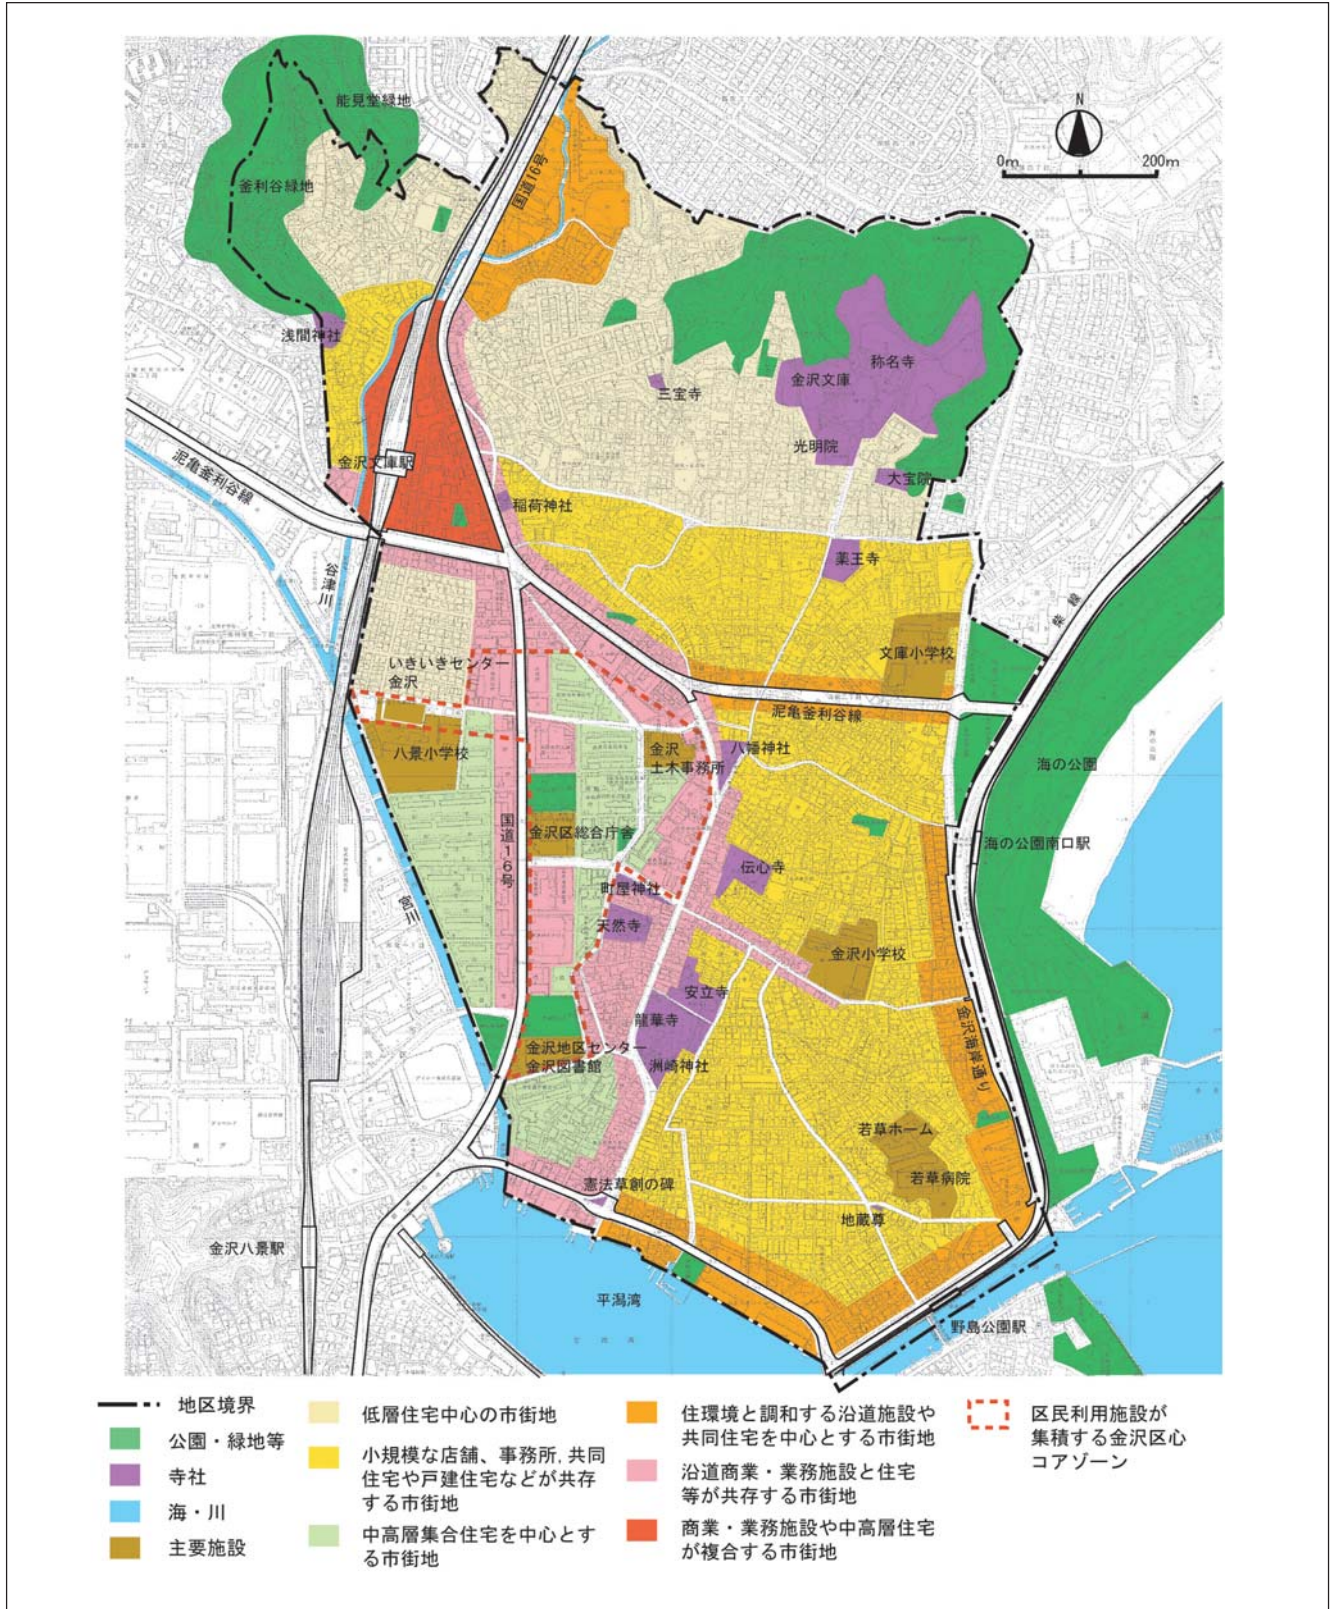 能見堂緑地
釜利谷緑地
国道16号
N
0m 200m
浅間神社
称名寺
金沢文庫
三宝寺
光明院
大宝院
金沢文庫駅
泥亀釜利谷線
稲荷神社
薬王寺
谷津川
柴線
文庫小学校
いきいきセンター
金沢
泥亀釜利谷線
八景小学校
金沢
土木事務所
八幡神社
海の公園
国道16号
金沢区総合庁舎
海の公園南口駅
伝心寺
町屋神社
宮川
天然寺
金沢小学校
安立寺
龍華寺
金沢海岸通り
金沢地区センター
金沢図書館
洲崎神社
若草ホーム
若草病院
憲法草創の碑
地蔵尊
金沢八景駅
平潟湾
野島公園駅
地区境界
公園・緑地等
寺社
海・川
主要施設
低層住宅中心の市街地
小規模な店舗、事務所,共同
住宅や戸建住宅などが共存
する市街地
中高層集合住宅を中心とす
る市街地
住環境と調和する沿道施設や
共同住宅を中心とする市街地
沿道商業・業務施設と住宅
等が共存する市街地
商業・業務施設や中高層住宅
が複合する市街地
区民利用施設が
集積する金沢区心
コアゾーン